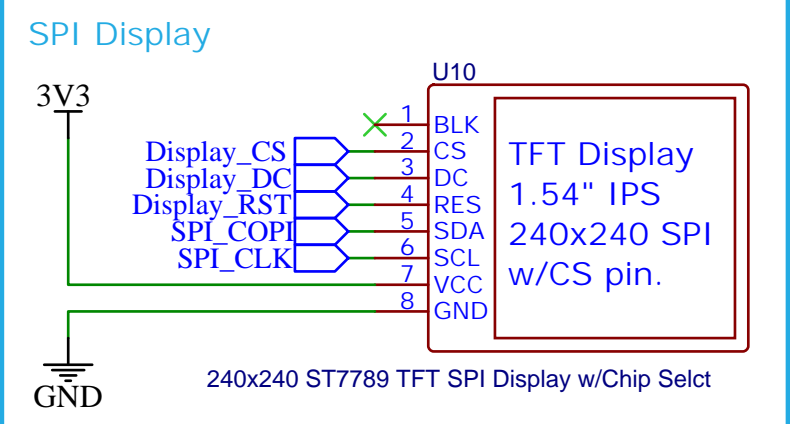 SPI Display
U10
3V3
1 BLK
Display_CS 2 CS
Display_DC 3 DC
Display_RST 4 RES
SPI_COPI 5 SDA
SPI_CLK 6 SCL
7 VCC
8 GND
TFT Display
1.54" IPS
240x240 SPI
w/CS pin.
GND
240x240 ST7789 TFT SPI Display w/Chip Selct